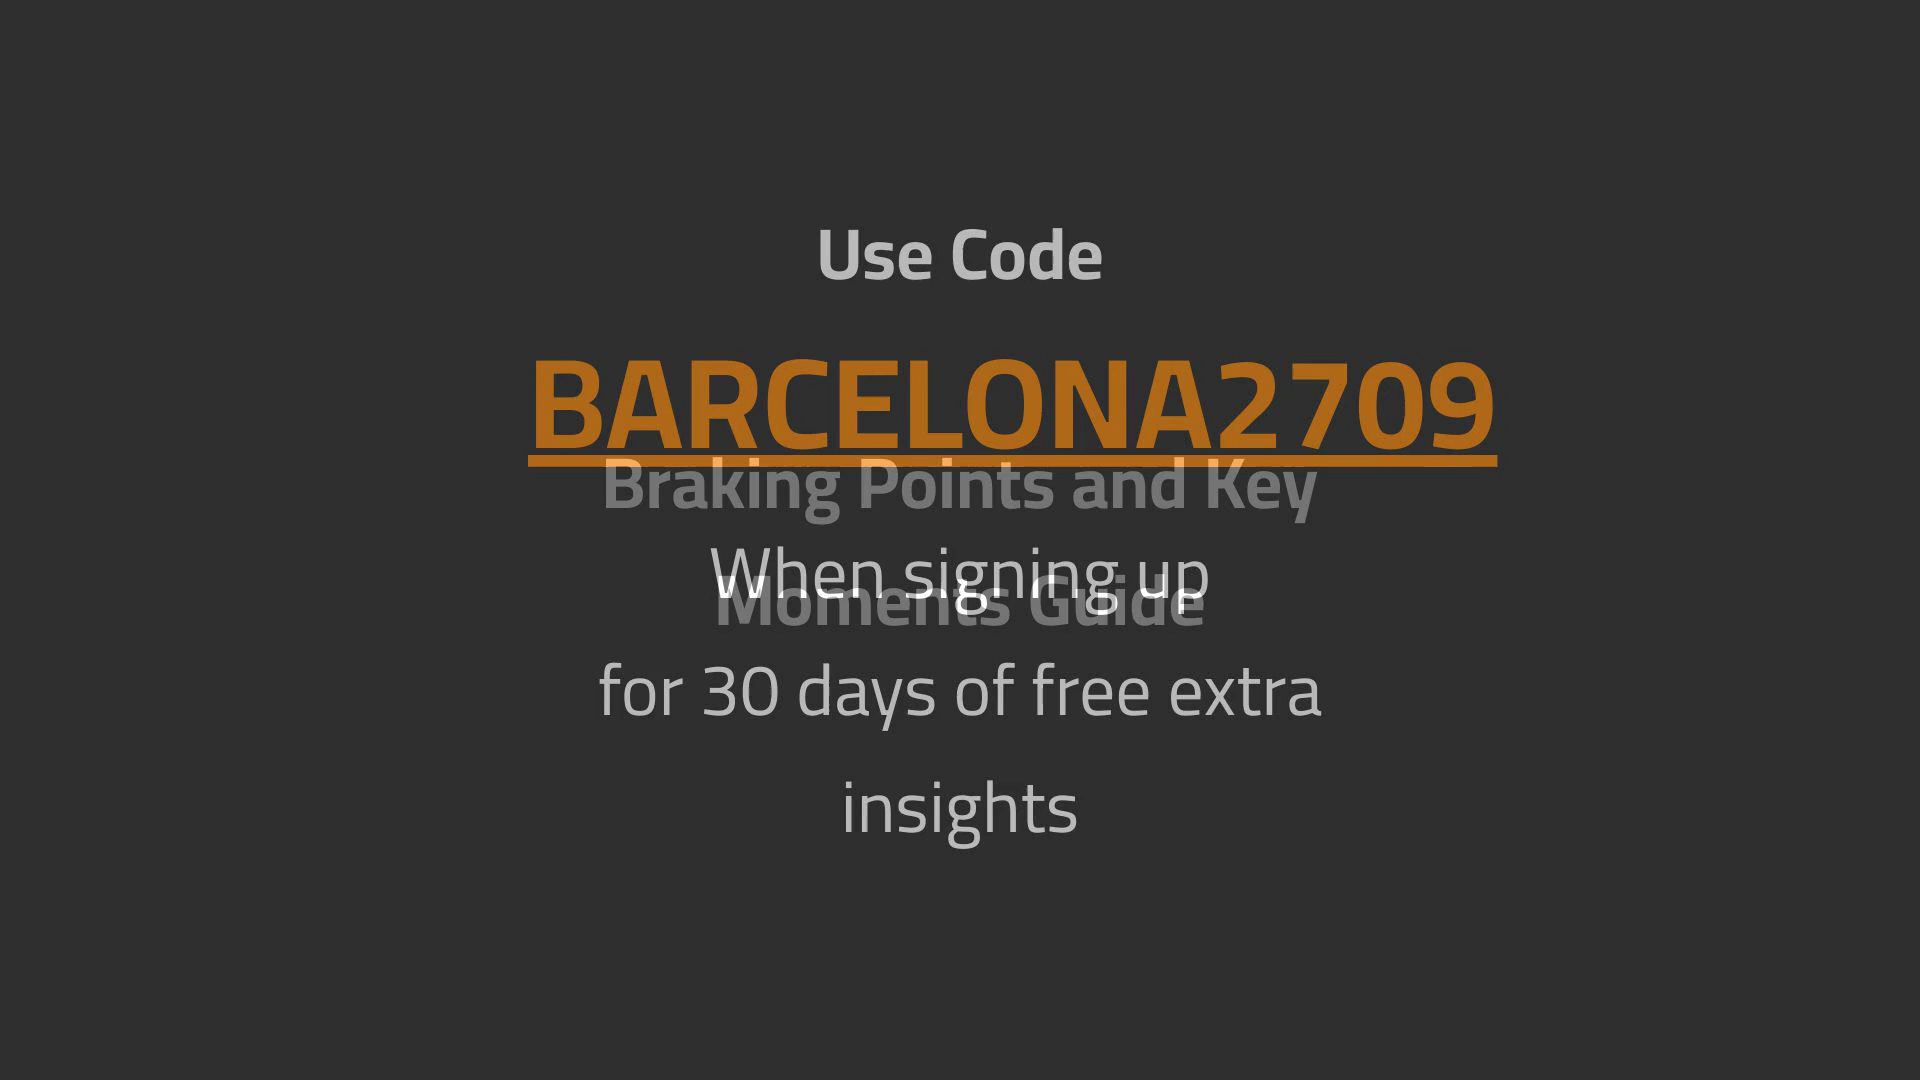 Use Code
BARCELONA2709
Braking Points and Key
When signing up
Moments Guide
for 30 days of free extra
insights